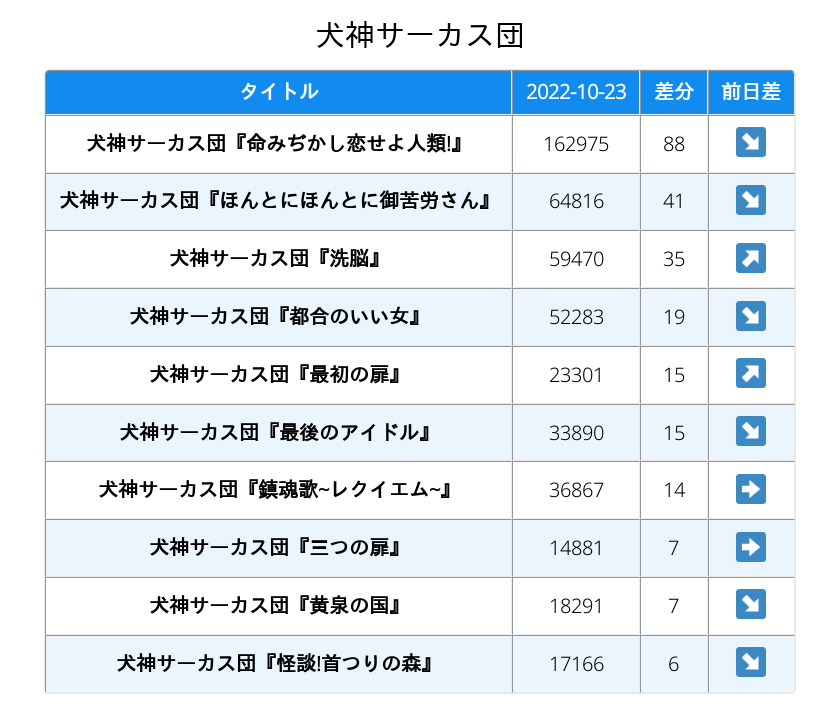 犬神サーカス団
タイトル 2022-10-23 差分 前日差
犬神サーカス団『命みぢかし恋せよ人類!』 162975 88 ↘
犬神サーカス団『ほんとにほんとに御苦労さん』 64816 41 ↘
犬神サーカス団『洗脳』 59470 35 ↗
犬神サーカス団『都合のいい女』 52283 19 ↘
犬神サーカス団『最初の扉』 23301 15 ↗
犬神サーカス団『最後のアイドル』 33890 15 ↘
犬神サーカス団『鎮魂歌~レクイエム~』 36867 14 ➡
犬神サーカス団『三つの扉』 14881 7 ➡
犬神サーカス団『黄泉の国』 18291 7 ↘
犬神サーカス団『怪談!首つりの森』 17166 6 ↘